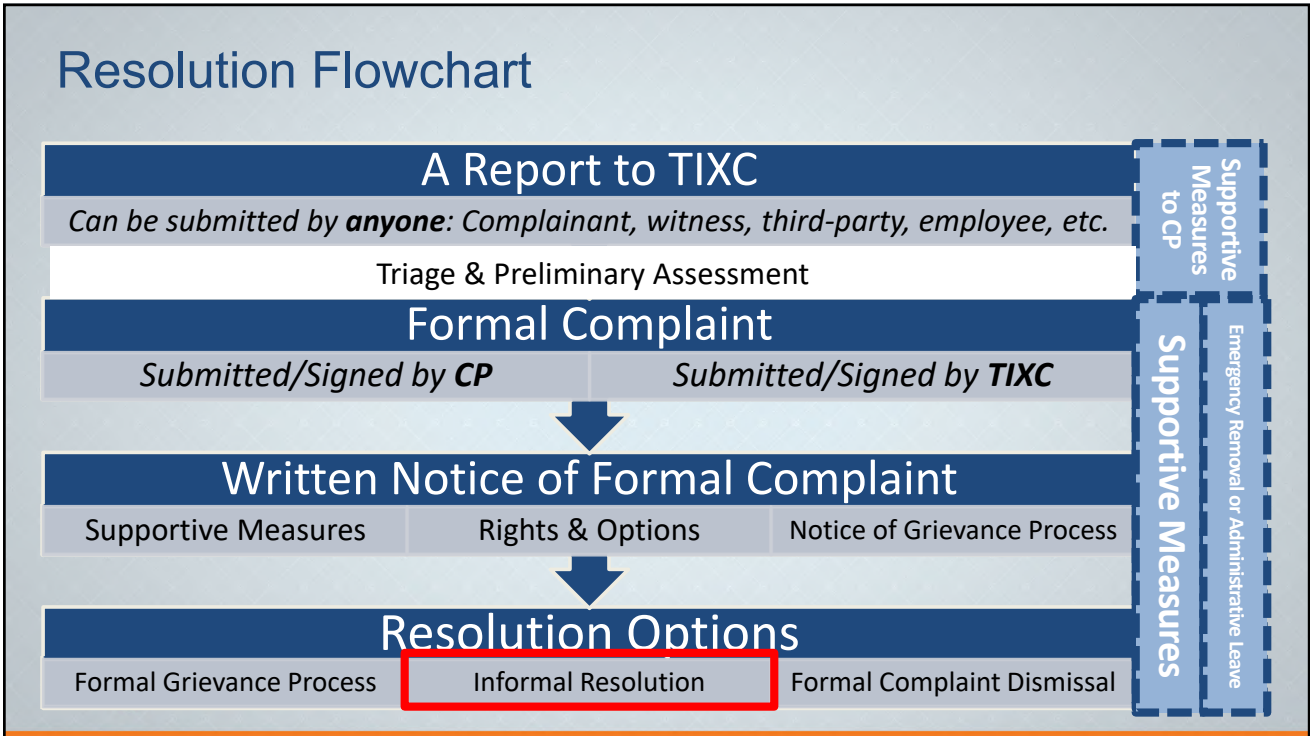 Resolution Flowchart
A Report to TIXC
Can be submitted by anyone: Complainant, witness, third-party, employee, etc.
Triage & Preliminary Assessment
Formal Complaint
Submitted/Signed by CP
Submitted/Signed by TIXC
Written Notice of Formal Complaint
Supportive Measures
Rights & Options
Notice of Grievance Process
Resolution Options
Formal Grievance Process
Informal Resolution
Formal Complaint Dismissal
Supportive
Measures
to CP
Supportive Measures
Emergency Removal or Administrative Leave